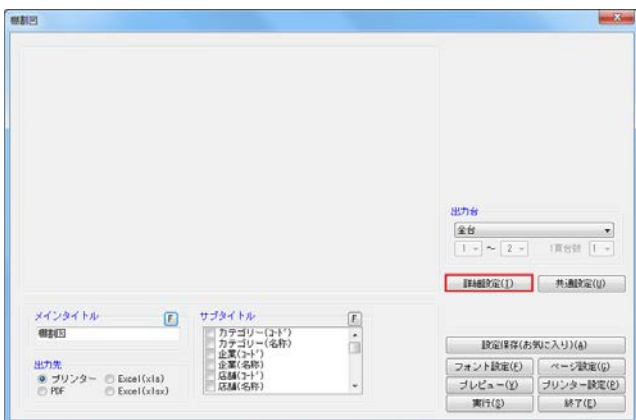 棚割図
出力台
全台
1 ～ 2 1頁台数 1
詳細設定(I) 共通設定(U)
メインタイトル F
棚割図
サブタイトル F
カテゴリー(コード)
カテゴリー(名称)
企業(コード)
企業(名称)
店舗(コード)
店舗(名称)
出力先
プリンター Excel(xls)
PDF Excel(xlsx)
設定保存(お気に入り)(A)
フォント設定(F) ページ設定(G)
プレビュー(V) プリンター設定(P)
実行(S) 終了(E)